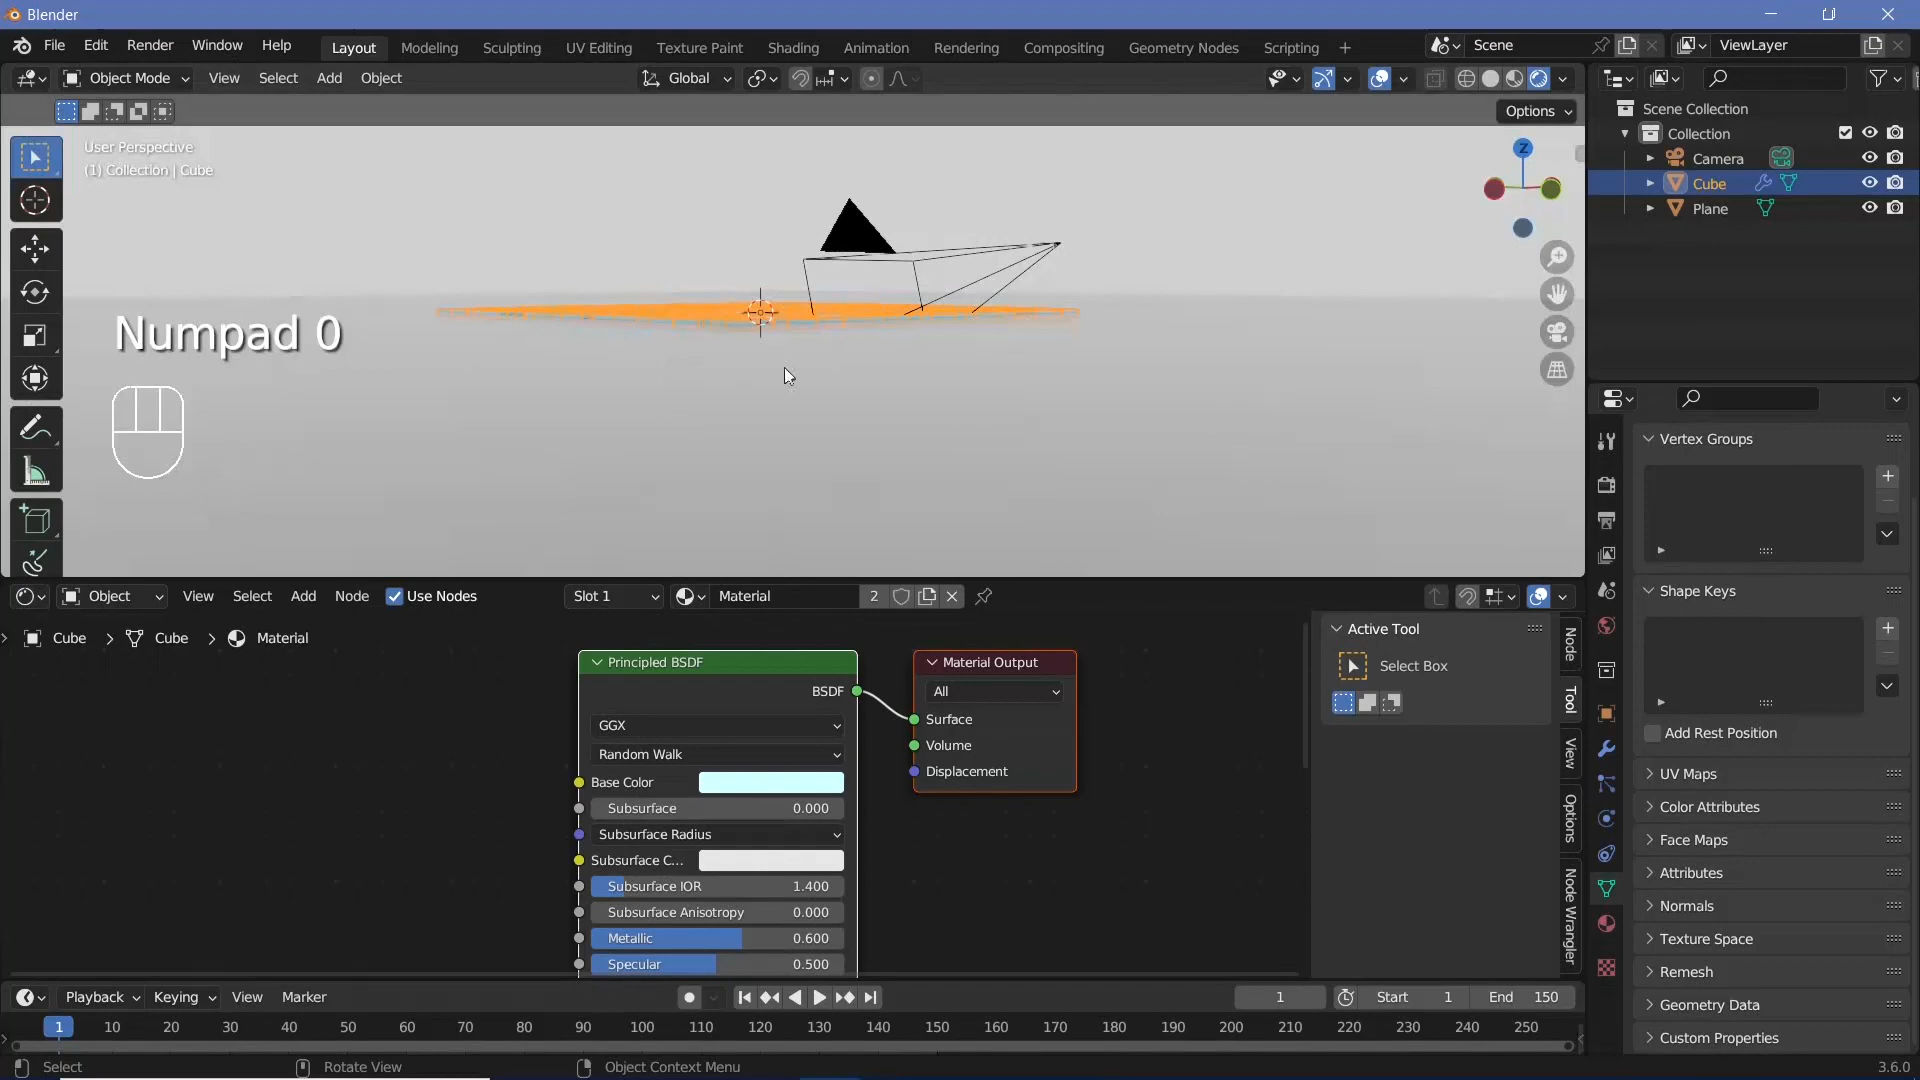 Blender
File Edit Render Window Help
Layout Modeling Sculpting UV Editing Texture Paint Shading Animation Rendering Compositing Geometry Nodes Scripting +
Scene
ViewLayer
Object Mode View Select Add Object
Global
Options
User Perspective
(1) Collection | Cube
Z
Numpad 0
Scene Collection
Collection
Camera
Cube
Plane
Vertex Groups
Shape Keys
Add Rest Position
UV Maps
Color Attributes
Face Maps
Attributes
Normals
Texture Space
Remesh
Geometry Data
Custom Properties
Object View Select Add Node Use Nodes
Slot 1
Material 2
Cube > Cube > Material
Principled BSDF
BSDF
GGX
Random Walk
Base Color
Subsurface 0.000
Subsurface Radius
Subsurface C...
Subsurface IOR 1.400
Subsurface Anisotropy 0.000
Metallic 0.600
Specular 0.500
Material Output
All
Surface
Volume
Displacement
Active Tool
Select Box
Node
Tool
View
Options
Node Wrangler
Playback Keying View Marker
1
Start 1
End 150
1 10 20 30 40 50 60 70 80 90 100 110 120 130 140 150 160 170 180 190 200 210 220 230 240 250
Select
Rotate View
Object Context Menu
3.6.0